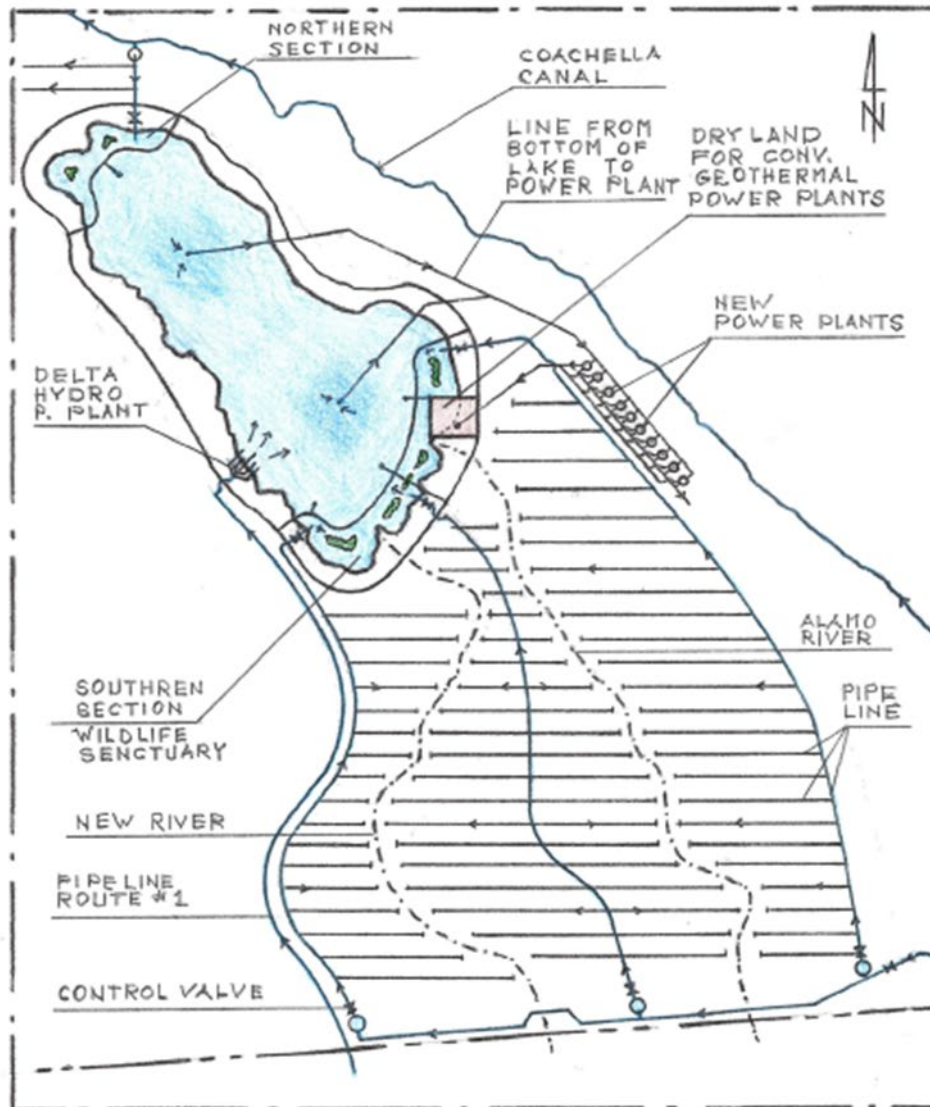 NORTHERN
SECTION
COACHELLA
CANAL
LINE FROM
BOTTOM OF
LAKE TO
POWER PLANT
DRY LAND
FOR CONV.
GEOTHERMAL
POWER PLANTS
N
NEW
POWER PLANTS
DELTA
HYDRO
P. PLANT
ALAMO
RIVER
SOUTHREN
SECTION
WILDLIFE
SENCTUARY
PIPE
LINE
NEW RIVER
PIPELINE
ROUTE #1
CONTROL VALVE